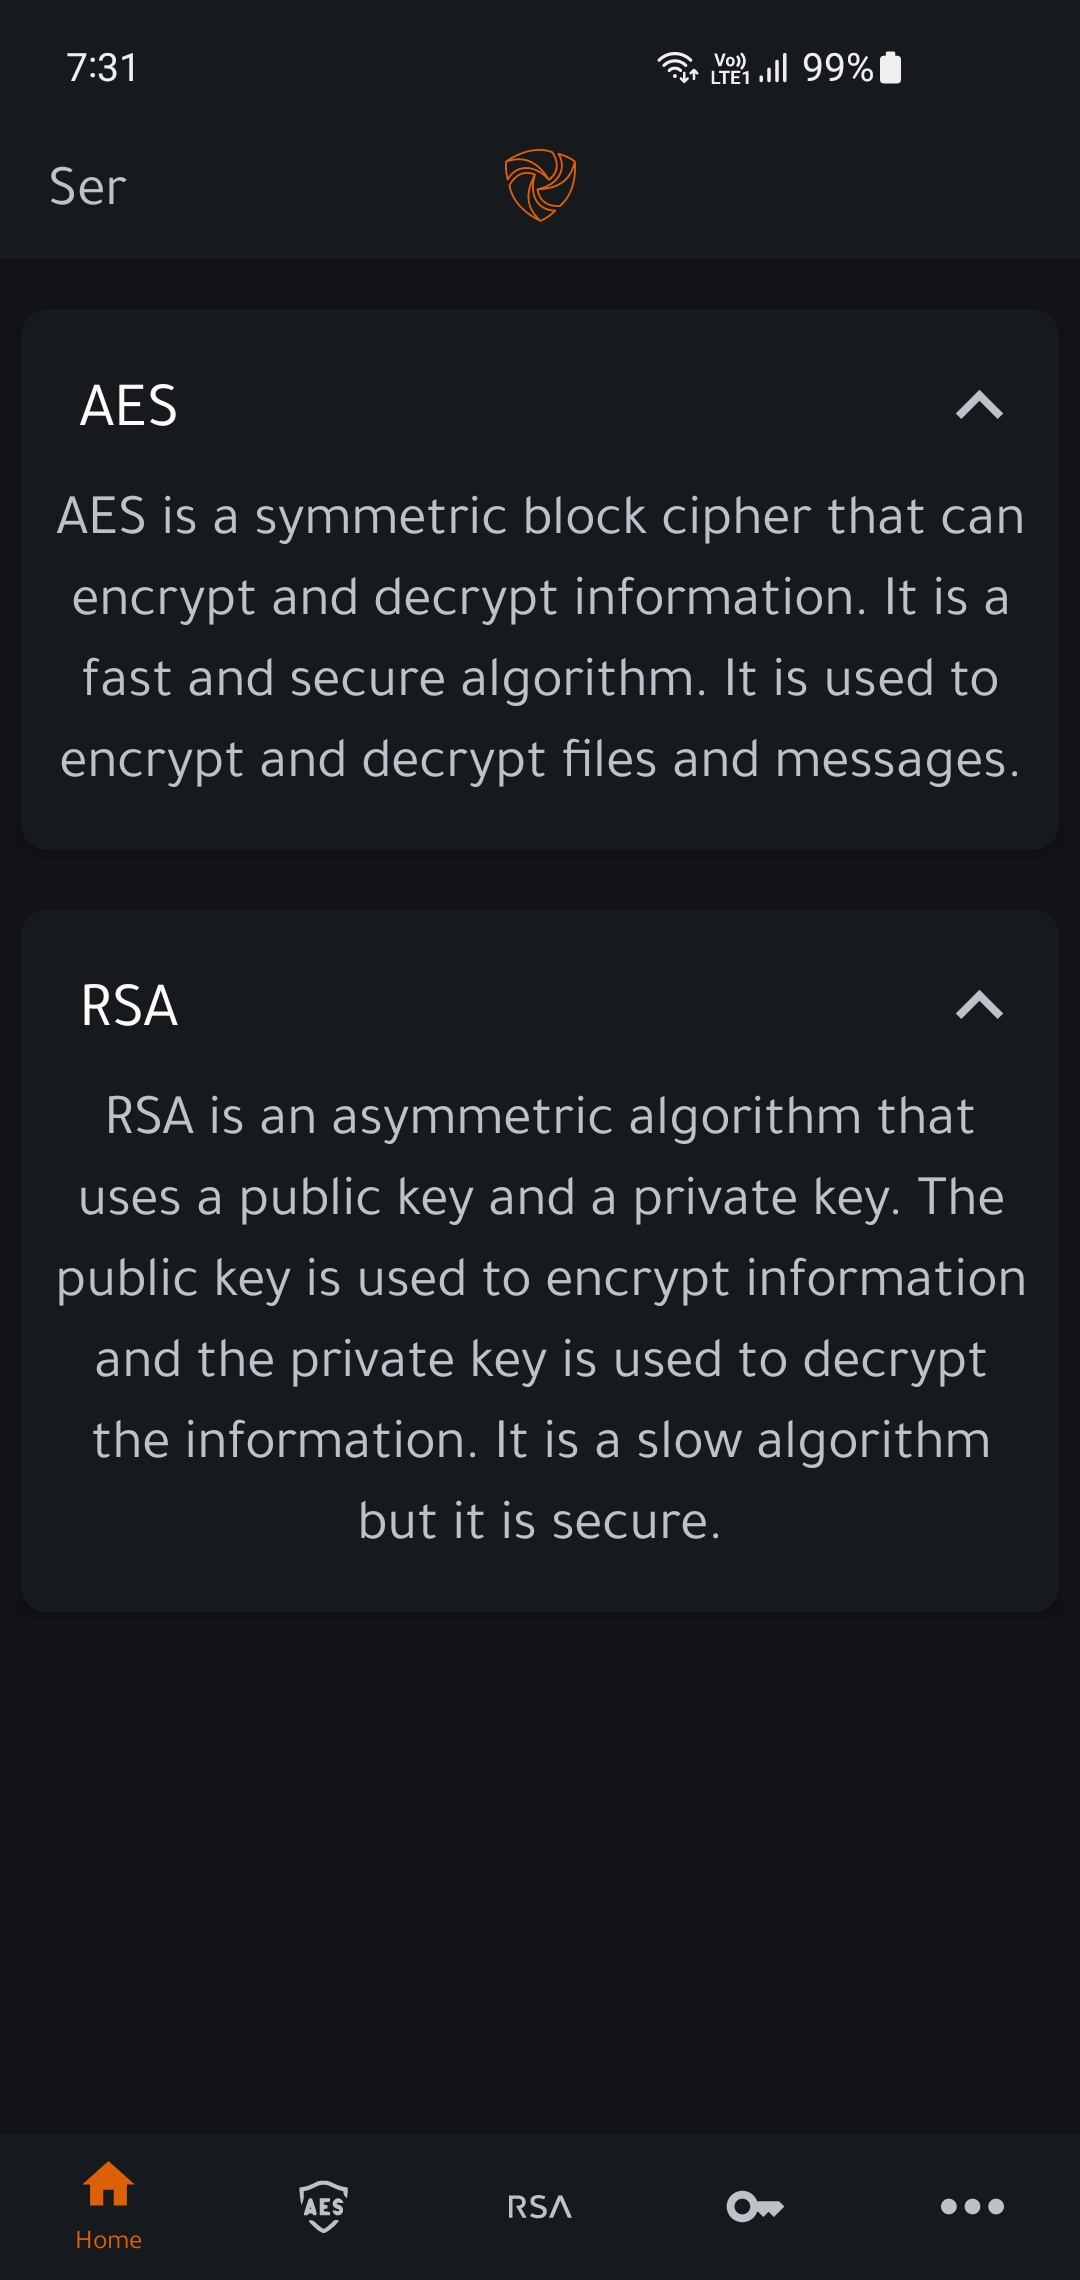 7:31
Vo)) LTE1 99%
Ser
AES
AES is a symmetric block cipher that can
encrypt and decrypt information. It is a
fast and secure algorithm. It is used to
encrypt and decrypt files and messages.
RSA
RSA is an asymmetric algorithm that
uses a public key and a private key. The
public key is used to encrypt information
and the private key is used to decrypt
the information. It is a slow algorithm
but it is secure.
Home
AES
RSA